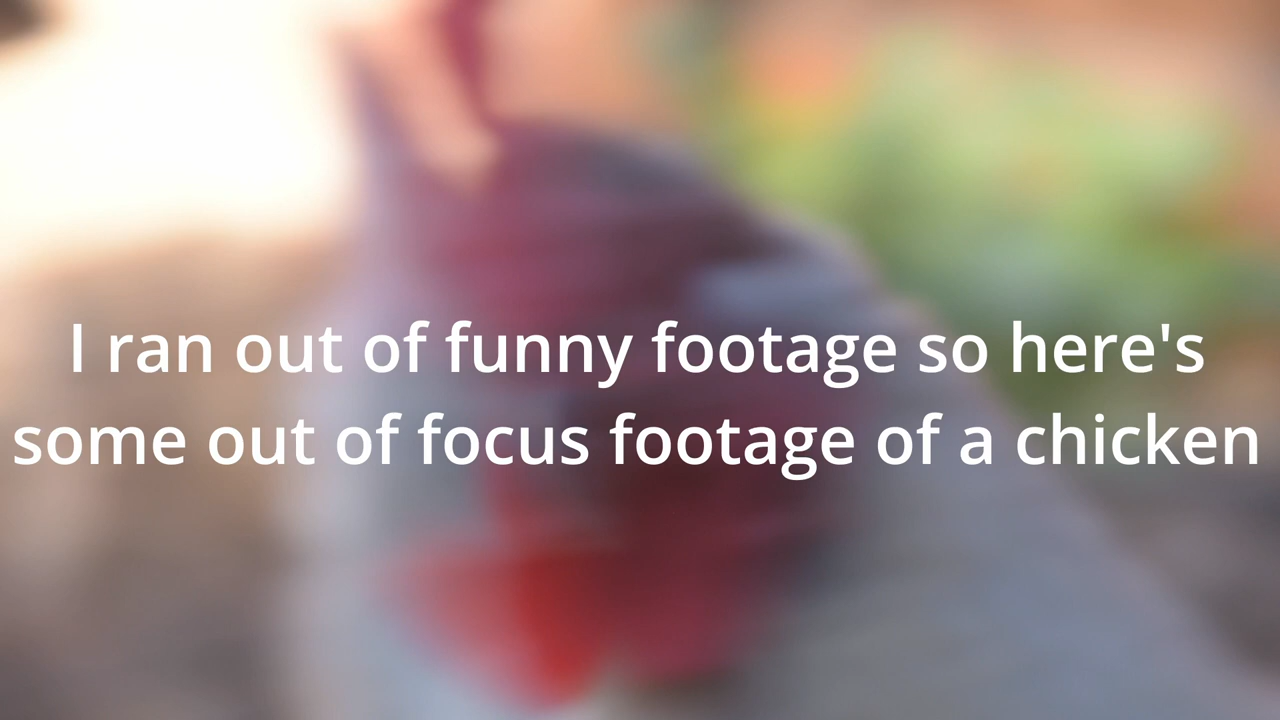 I ran out of funny footage so here's
some out of focus footage of a chicken